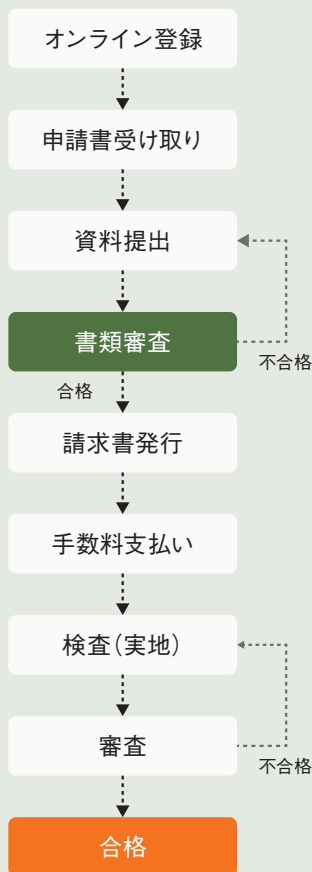 オンライン登録
申請書受け取り
資料提出
書類審査
不合格
合格
請求書発行
手数料支払い
検査(実地)
審査
不合格
合格